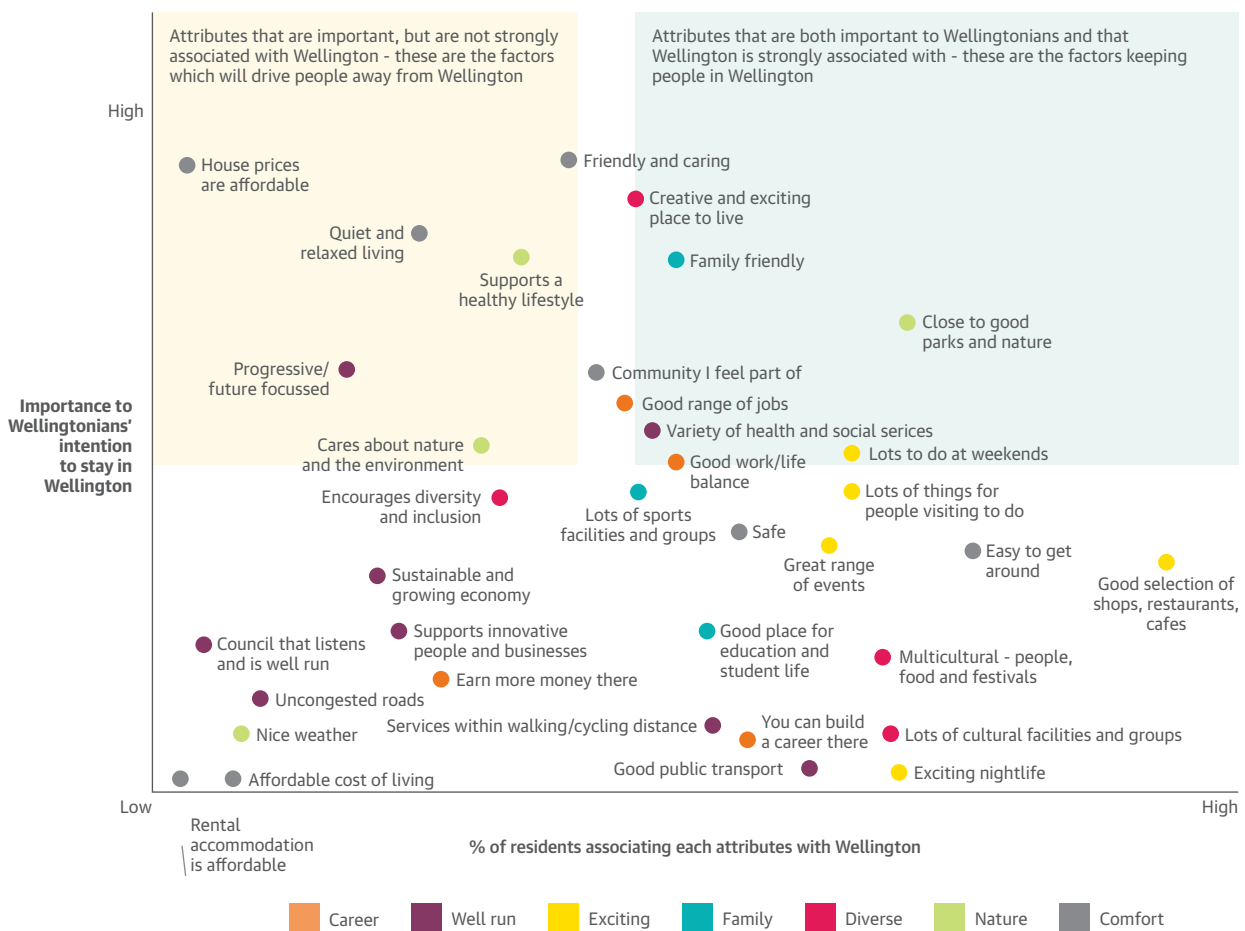 Attributes that are important, but are not strongly
associated with Wellington - these are the factors
which will drive people away from Wellington
Attributes that are both important to Wellingtonians and that
Wellington is strongly associated with - these are the factors keeping
people in Wellington
High
House prices
are affordable
Friendly and caring
Creative and exciting
place to live
Quiet and
relaxed living
Family friendly
Supports a
healthy lifestyle
Close to good
parks and nature
Progressive/
future focussed
Community I feel part of
Good range of jobs
Importance to
Wellingtonians'
intention
to stay in
Wellington
Variety of health and social serices
Cares about nature
and the environment
Lots to do at weekends
Good work/life
balance
Encourages diversity
and inclusion
Lots of things for
people visiting to do
Lots of sports
facilities and groups
Safe
Great range
of events
Easy to get
around
Good selection of
shops, restaurants,
cafes
Sustainable and
growing economy
Council that listens
and is well run
Supports innovative
people and businesses
Good place for
education and
student life
Multicultural - people,
food and festivals
Earn more money there
Uncongested roads
Services within walking/cycling distance
You can build
a career there
Lots of cultural facilities and groups
Nice weather
Good public transport
Exciting nightlife
Affordable cost of living
Low
High
Rental
accommodation
is affordable
% of residents associating each attributes with Wellington
Career
Well run
Exciting
Family
Diverse
Nature
Comfort